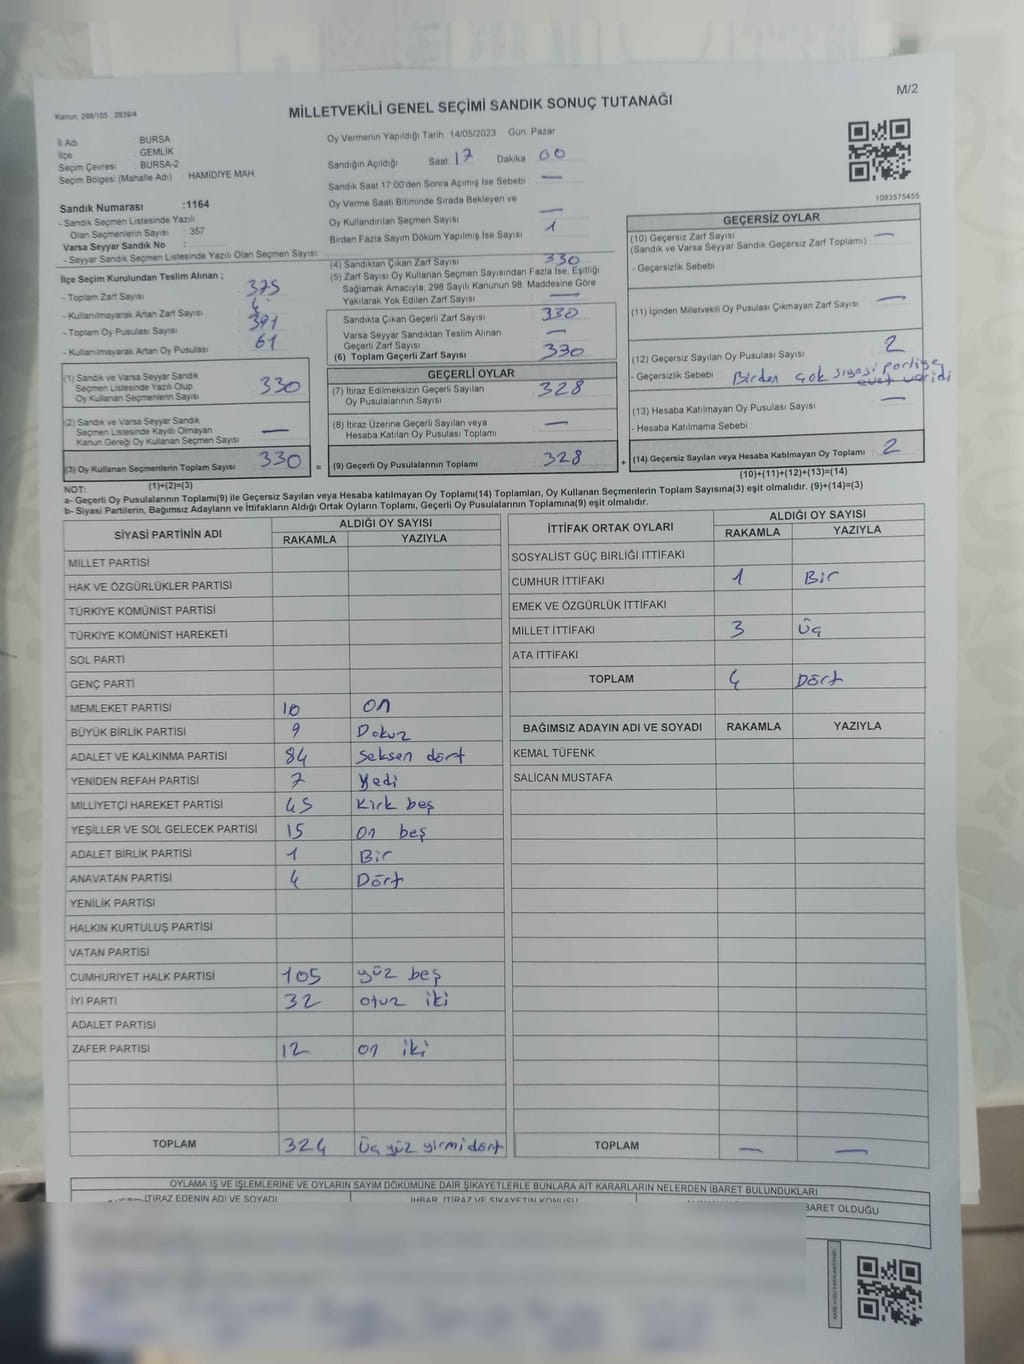 M/2
Kanun: 298/105 , 2839/4
MİLLETVEKİLİ GENEL SEÇİMİ SANDIK SONUÇ TUTANAĞI
İl Adı : BURSA
İlçe : GEMLİK
Seçim Çevresi : BURSA-2
Seçim Bölgesi (Mahalle Adı) : HAMİDİYE MAH.
Sandık Numarası :1164
- Sandık Seçmen Listesinde Yazılı
Olan Seçmenlerin Sayısı : 357
Varsa Seyyar Sandık No :
- Seyyar Sandık Seçmen Listesinde Yazılı Olan Seçmen Sayısı:
Oy Vermenin Yapıldığı Tarih : 14/05/2023 Gün: Pazar
Sandığın Açıldığı Saat 17 Dakika 00
Sandık Saat 17:00'den Sonra Açımış İse Sebebi : —
Oy Verme Saati Bitiminde Sırada Bekleyen ve
Oy Kullandırılan Seçmen Sayısı : —
Birden Fazla Sayım Döküm Yapılmış İse Sayısı : 1
1083575455
İlçe Seçim Kurulundan Teslim Alınan ;
- Toplam Zarf Sayısı 375
- Kullanılmayarak Artan Zarf Sayısı
- Toplam Oy Pusulası Sayısı 391
- Kullanılmayarak Artan Oy Pusulası 61
(1) Sandık ve Varsa Seyyar Sandık
Seçmen Listesinde Yazılı Olup
Oy Kullanan Seçmenlerin Sayısı 330
(2) Sandık ve Varsa Seyyar Sandık
Seçmen Listesinde Kayıtlı Olmayan
Kanun Gereği Oy Kullanan Seçmen Sayısı —
(3) Oy Kullanan Seçmenlerin Toplam Sayısı 330 =
(1)+(2)=(3)
(4) Sandıktan Çıkan Zarf Sayısı 330
(5) Zarf Sayısı Oy Kullanan Seçmen Sayısından Fazla İse, Eşitliği
Sağlamak Amacıyla, 298 Sayılı Kanunun 98. Maddesine Göre
Yakılarak Yok Edilen Zarf Sayısı —
Sandıkta Çıkan Geçerli Zarf Sayısı 330
Varsa Seyyar Sandıktan Teslim Alınan
Geçerli Zarf Sayısı —
(6) Toplam Geçerli Zarf Sayısı 330
GEÇERLİ OYLAR
(7) İtiraz Edilmeksizin Geçerli Sayılan
Oy Pusulalarının Sayısı 328
(8) İtiraz Üzerine Geçerli Sayılan veya
Hesaba Katılan Oy Pusulası Toplamı —
(9) Geçerli Oy Pusulalarının Toplamı 328 +
GEÇERSİZ OYLAR
(10) Geçersiz Zarf Sayısı —
(Sandık ve Varsa Seyyar Sandık Geçersiz Zarf Toplamı)
- Geçersizlik Sebebi :
(11) İçinden Milletvekili Oy Pusulası Çıkmayan Zarf Sayısı —
(12) Geçersiz Sayılan Oy Pusulası Sayısı 2
- Geçersizlik Sebebi : Birden çok siyasi partiye
evet vardi
(13) Hesaba Katılmayan Oy Pusulası Sayısı —
- Hesaba Katılmama Sebebi :
(14) Geçersiz Sayılan veya Hesaba Katılmayan Oy Toplamı 2
(10)+(11)+(12)+(13)=(14)
NOT:
a- Geçerli Oy Pusulalarının Toplamı(9) ile Geçersiz Sayılan veya Hesaba katılmayan Oy Toplamı(14) Toplamları, Oy Kullanan Seçmenlerin Toplam Sayısına(3) eşit olmalıdır. (9)+(14)=(3)
b- Siyasi Partilerin, Bağımsız Adayların ve İttifakların Aldığı Ortak Oyların Toplamı, Geçerli Oy Pusulalarının Toplamına(9) eşit olmalıdır.
SİYASİ PARTİNİN ADI ALDIĞI OY SAYISI
RAKAMLA YAZIYLA
MİLLET PARTİSİ
HAK VE ÖZGÜRLÜKLER PARTİSİ
TÜRKİYE KOMÜNİST PARTİSİ
TÜRKİYE KOMÜNİST HAREKETİ
SOL PARTİ
GENÇ PARTİ
MEMLEKET PARTİSİ 10 on
BÜYÜK BİRLİK PARTİSİ 9 Dokuz
ADALET VE KALKINMA PARTİSİ 84 Seksen dört
YENİDEN REFAH PARTİSİ 7 Yedi
MİLLİYETÇİ HAREKET PARTİSİ 45 Kırk beş
YEŞİLLER VE SOL GELECEK PARTİSİ 15 on beş
ADALET BİRLİK PARTİSİ 1 Bir
ANAVATAN PARTİSİ 4 Dört
YENİLİK PARTİSİ
HALKIN KURTULUŞ PARTİSİ
VATAN PARTİSİ
CUMHURİYET HALK PARTİSİ 105 yüz beş
İYİ PARTİ 32 otuz iki
ADALET PARTİSİ
ZAFER PARTİSİ 12 on iki
TOPLAM 324 Üç yüz yirmi dört
İTTİFAK ORTAK OYLARI ALDIĞI OY SAYISI
RAKAMLA YAZIYLA
SOSYALİST GÜÇ BİRLİĞİ İTTİFAKI
CUMHUR İTTİFAKI 1 Bir
EMEK VE ÖZGÜRLÜK İTTİFAKI
MİLLET İTTİFAKI 3 Üç
ATA İTTİFAKI
TOPLAM 4 Dört
BAĞIMSIZ ADAYIN ADI VE SOYADI RAKAMLA YAZIYLA
KEMAL TÜFENK
SALİCAN MUSTAFA
TOPLAM — —
OYLAMA İŞ VE İŞLEMLERİNE VE OYLARIN SAYIM DÖKÜMÜNE DAİR ŞİKAYETLERLE BUNLARA AİT KARARLARIN NELERDEN İBARET BULUNDUKLARI
İTİRAZ EDENİN ADI VE SOYADI İHBAR, İTİRAZ VE ŞİKAYETİN KONUSU
BARET OLDUĞU